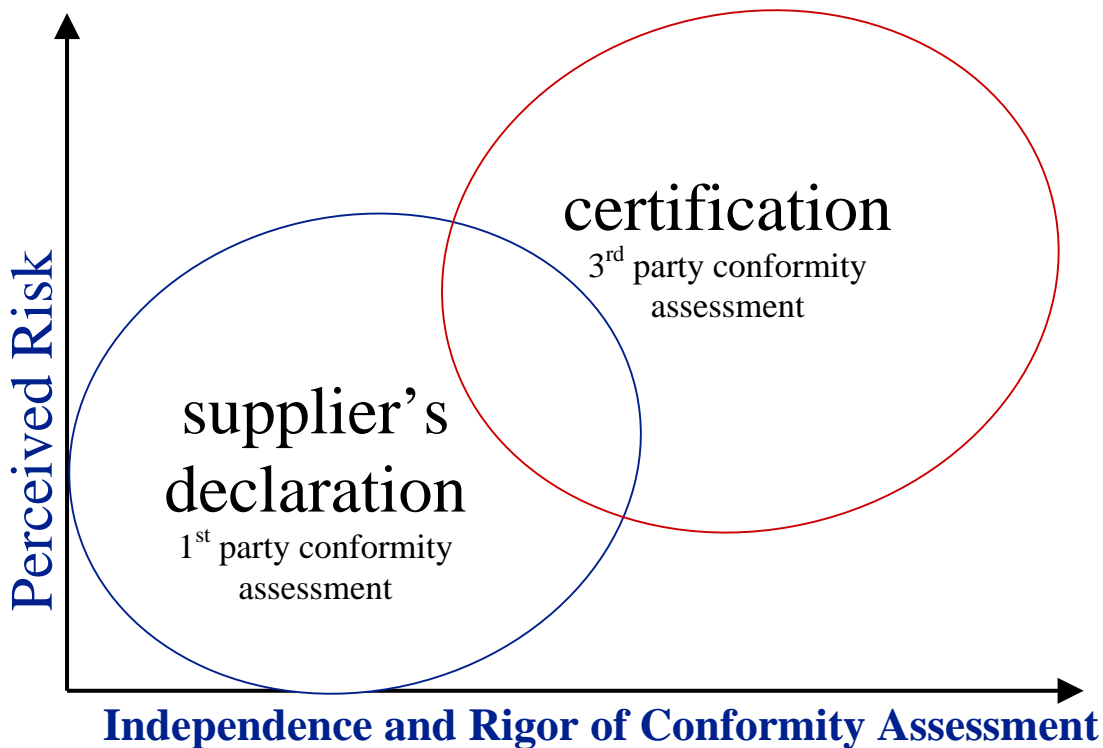 certification
3rd party conformity
assessment
supplier’s
declaration
1st party conformity
assessment
Perceived Risk
Independence and Rigor of Conformity Assessment